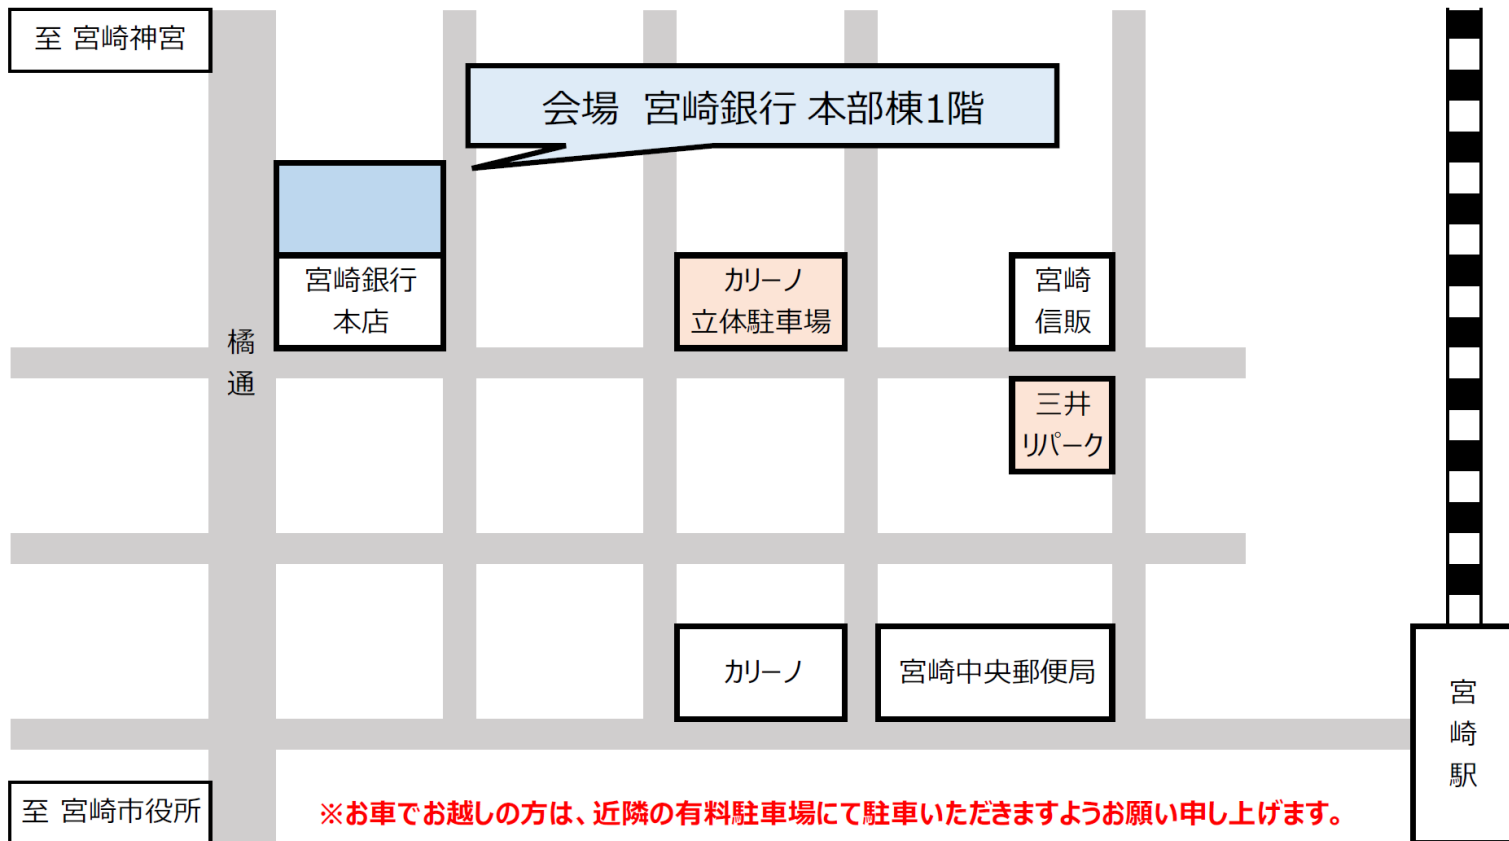 至 宮崎神宮
会場 宮崎銀行 本部棟1階
宮崎銀行
本店
カリーノ
立体駐車場
宮崎
信販
橘通
三井
リパーク
カリーノ
宮崎中央郵便局
宮崎駅
至 宮崎市役所
※お車でお越しの方は、近隣の有料駐車場にて駐車いただきますようお願い申し上げます。